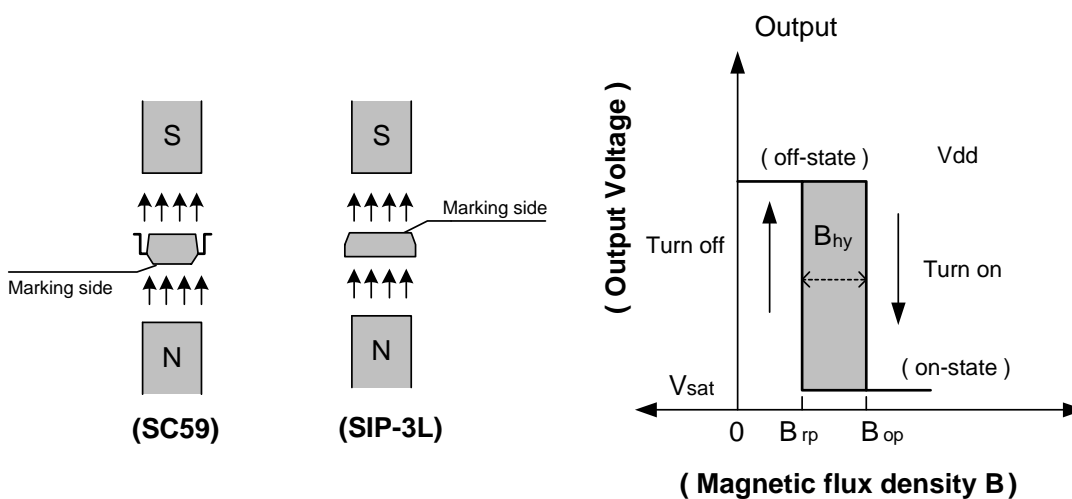 S
Marking side
N
(SC59)
S
Marking side
N
(SIP-3L)
Output
( Output Voltage )
( off-state )
Vdd
Turn off
Bhy
Turn on
( on-state )
Vsat
0
Brp
Bop
( Magnetic flux density B )